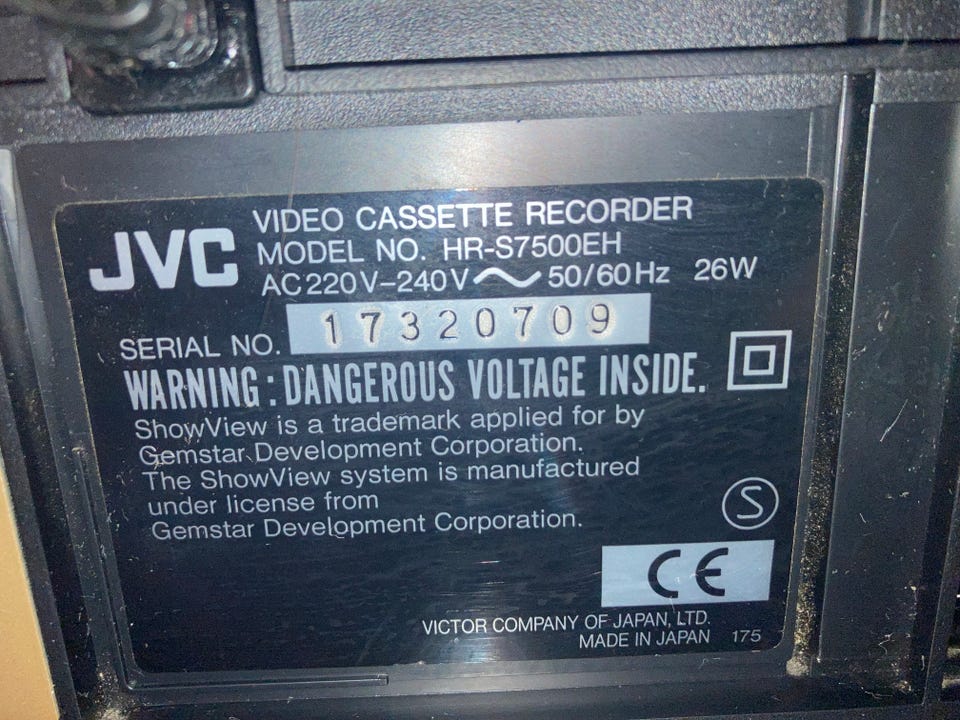 JVC
VIDEO CASSETTE RECORDER
MODEL NO. HR-S7500EH
AC 220V–240V ~ 50/60Hz 26W
SERIAL NO. 17320709
WARNING : DANGEROUS VOLTAGE INSIDE.
ShowView is a trademark applied for by
Gemstar Development Corporation.
The ShowView system is manufactured
under license from
Gemstar Development Corporation.
S
CE
VICTOR COMPANY OF JAPAN, LTD.
MADE IN JAPAN 175